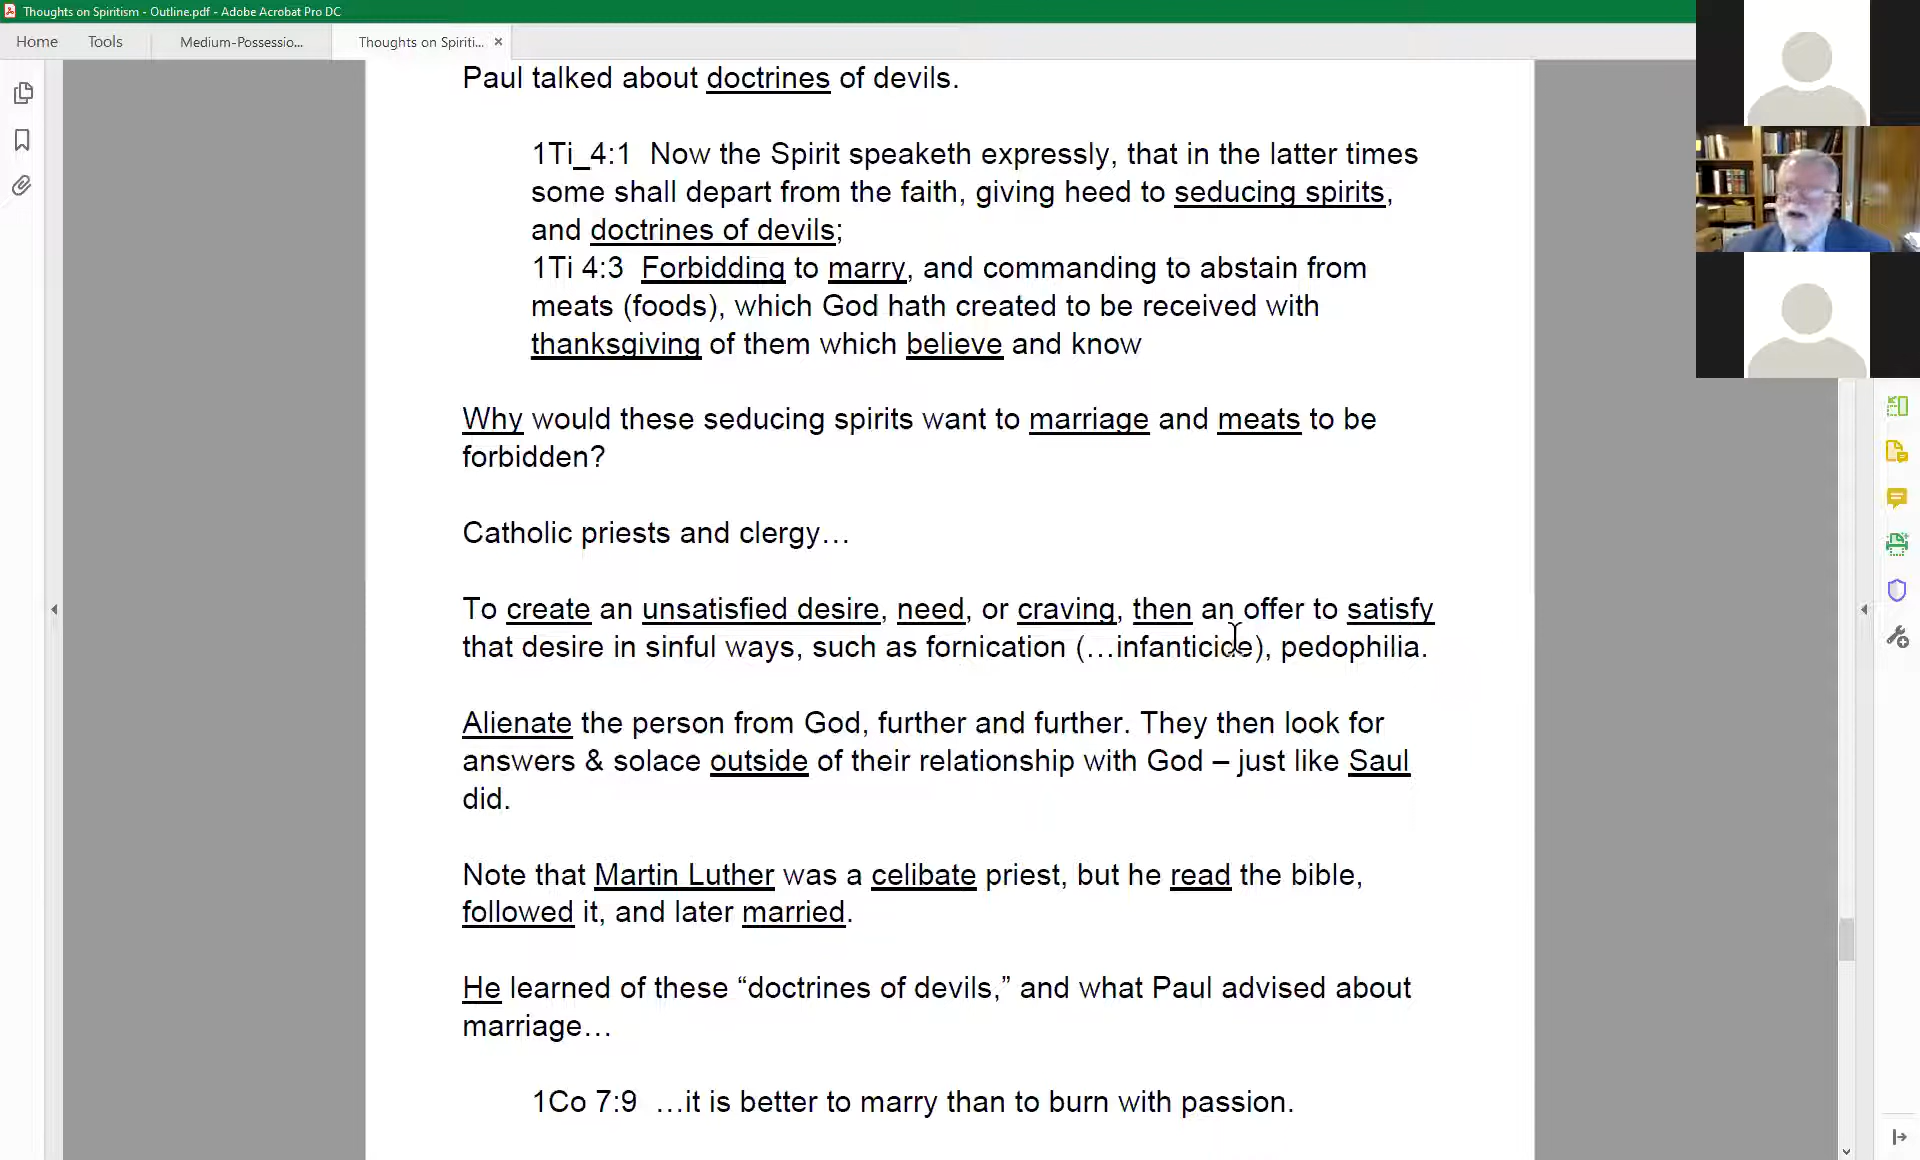 Thoughts on Spiritism - Outline.pdf - Adobe Acrobat Pro DC
Home Tools Medium-Possessio... Thoughts on Spiriti... ×
Paul talked about doctrines of devils.
1Ti_4:1 Now the Spirit speaketh expressly, that in the latter times
some shall depart from the faith, giving heed to seducing spirits,
and doctrines of devils;
1Ti 4:3 Forbidding to marry, and commanding to abstain from
meats (foods), which God hath created to be received with
thanksgiving of them which believe and know
Why would these seducing spirits want to marriage and meats to be
forbidden?
Catholic priests and clergy…
To create an unsatisfied desire, need, or craving, then an offer to satisfy
that desire in sinful ways, such as fornication (…infanticide), pedophilia.
Alienate the person from God, further and further. They then look for
answers & solace outside of their relationship with God – just like Saul
did.
Note that Martin Luther was a celibate priest, but he read the bible,
followed it, and later married.
He learned of these “doctrines of devils,” and what Paul advised about
marriage…
1Co 7:9 …it is better to marry than to burn with passion.